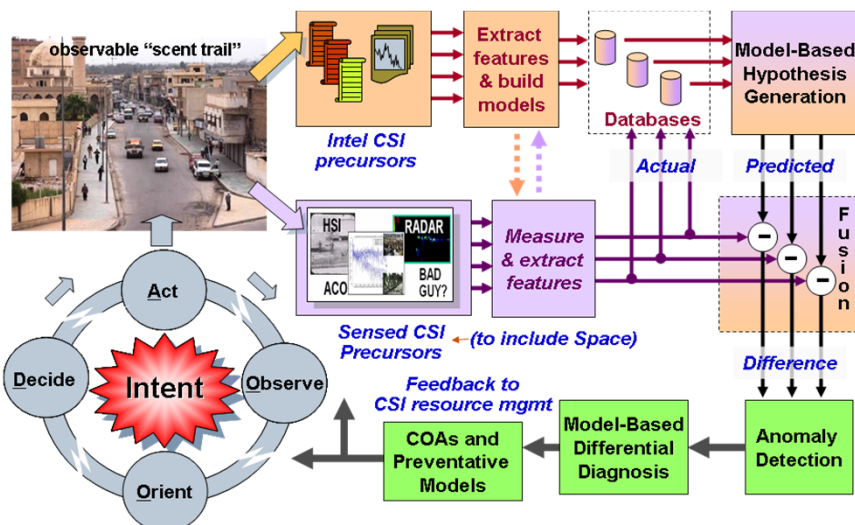 observable “scent trail”
Intel CSI
precursors
Extract
features
& build
models
Databases
Model-Based
Hypothesis
Generation
Actual
Predicted
HSI
ACO
RADAR
BAD
GUY?
Sensed CSI
Precursors
(to include Space)
Measure
& extract
features
Fusion
Difference
Act
Decide
Intent
Observe
Orient
Feedback to
CSI resource mgmt
COAs and
Preventative
Models
Model-Based
Differential
Diagnosis
Anomaly
Detection